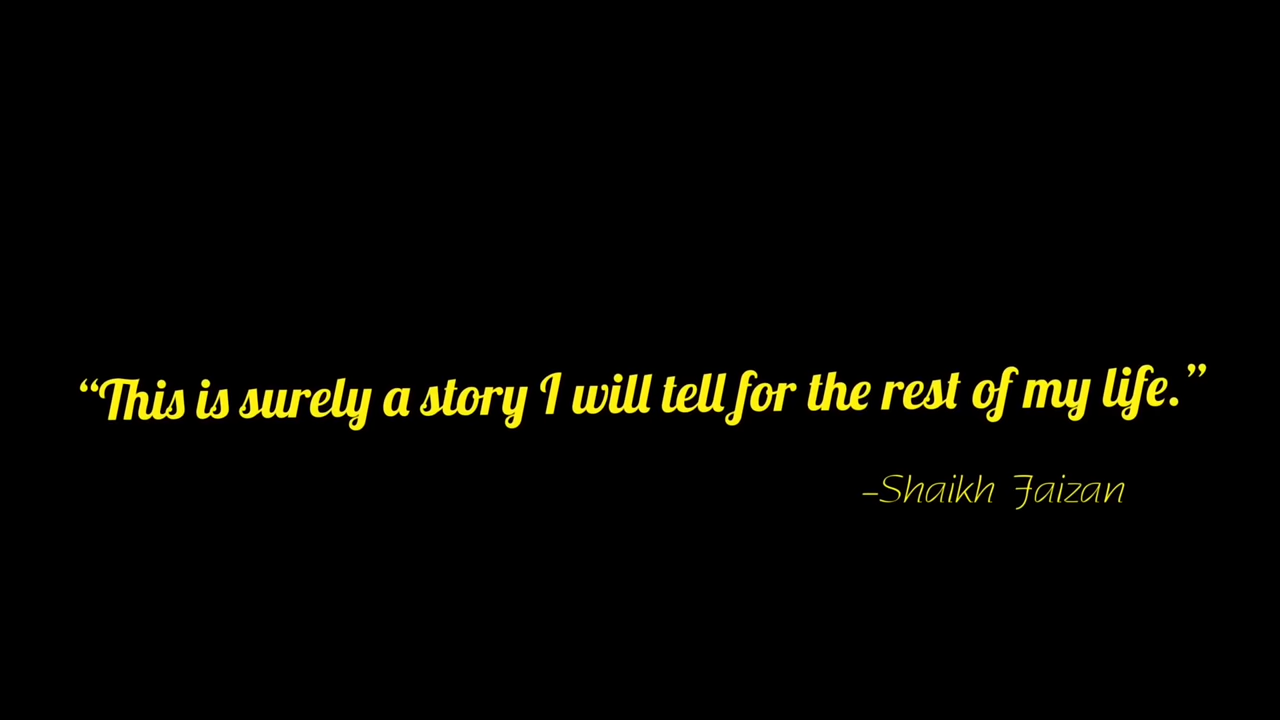 “This is surely a story I will tell for the rest of my life.”
–Shaikh Faizan